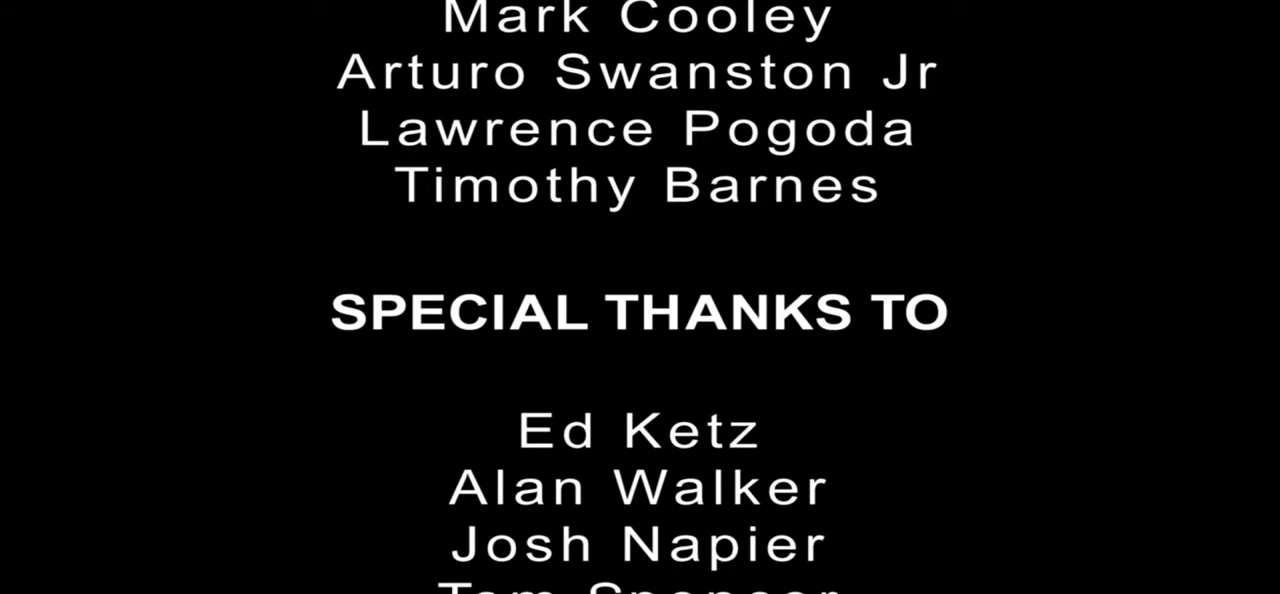 Mark Cooley
Arturo Swanston Jr
Lawrence Pogoda
Timothy Barnes
SPECIAL THANKS TO
Ed Ketz
Alan Walker
Josh Napier